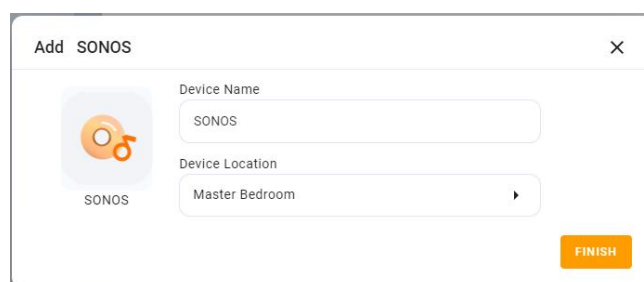 Add SONOS
Device Name
SONOS
Device Location
Master Bedroom
SONOS
FINISH